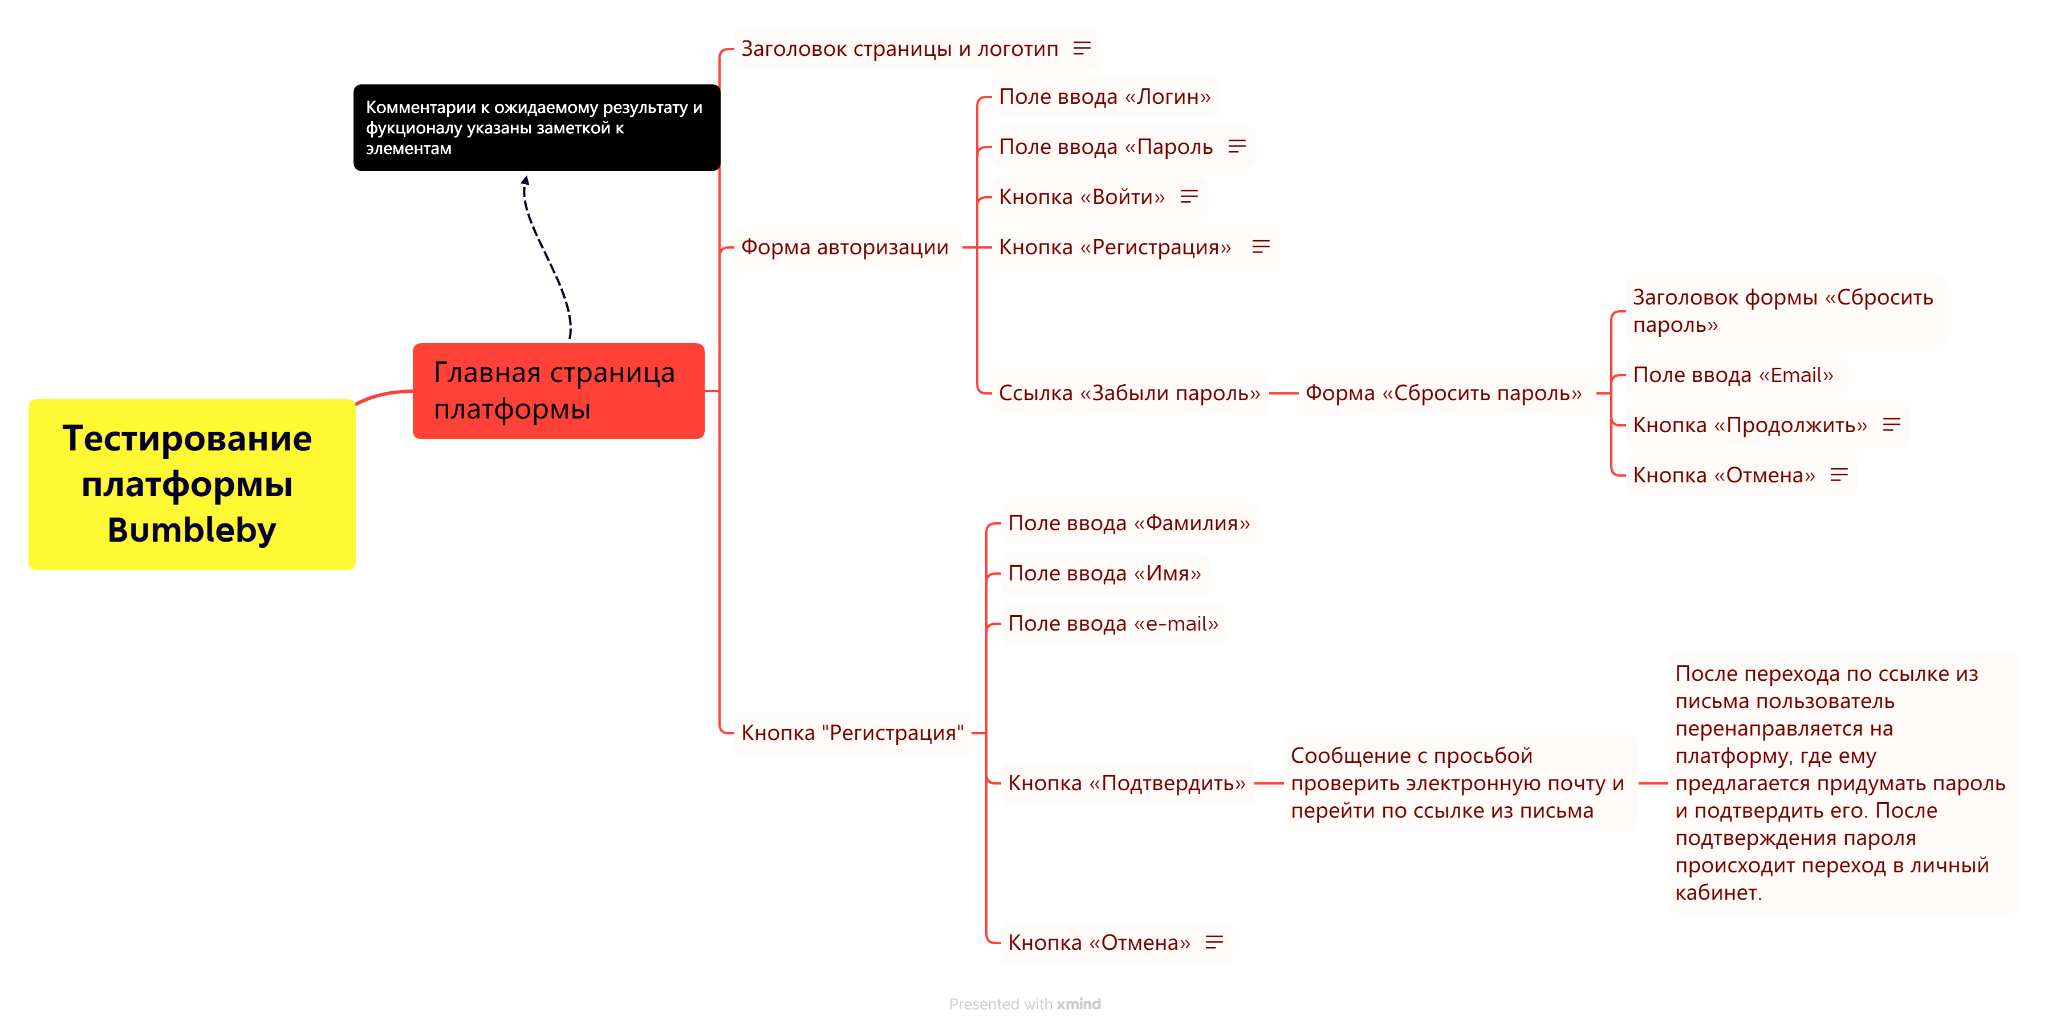 Тестирование
платформы
Bumbleby
Главная страница
платформы
Комментарии к ожидаемому результату и
фукционалу указаны заметкой к
элементам
Заголовок страницы и логотип
Форма авторизации
Поле ввода «Логин»
Поле ввода «Пароль
Кнопка «Войти»
Кнопка «Регистрация»
Ссылка «Забыли пароль»
Форма «Сбросить пароль»
Заголовок формы «Сбросить
пароль»
Поле ввода «Email»
Кнопка «Продолжить»
Кнопка «Отмена»
Кнопка "Регистрация"
Поле ввода «Фамилия»
Поле ввода «Имя»
Поле ввода «e-mail»
Кнопка «Подтвердить»
Сообщение с просьбой
проверить электронную почту и
перейти по ссылке из письма
После перехода по ссылке из
письма пользователь
перенаправляется на
платформу, где ему
предлагается придумать пароль
и подтвердить его. После
подтверждения пароля
происходит переход в личный
кабинет.
Кнопка «Отмена»
Presented with xmind